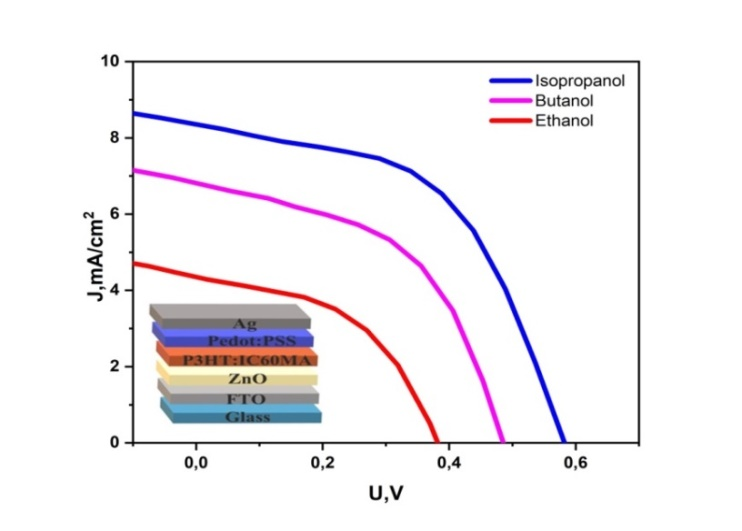 10
8
6
4
2
0
J,mA/cm²
Isopropanol
Butanol
Ethanol
Ag
Pedot:PSS
P3HT:IC60MA
ZnO
FTO
Glass
0,0
0,2
0,4
0,6
U,V